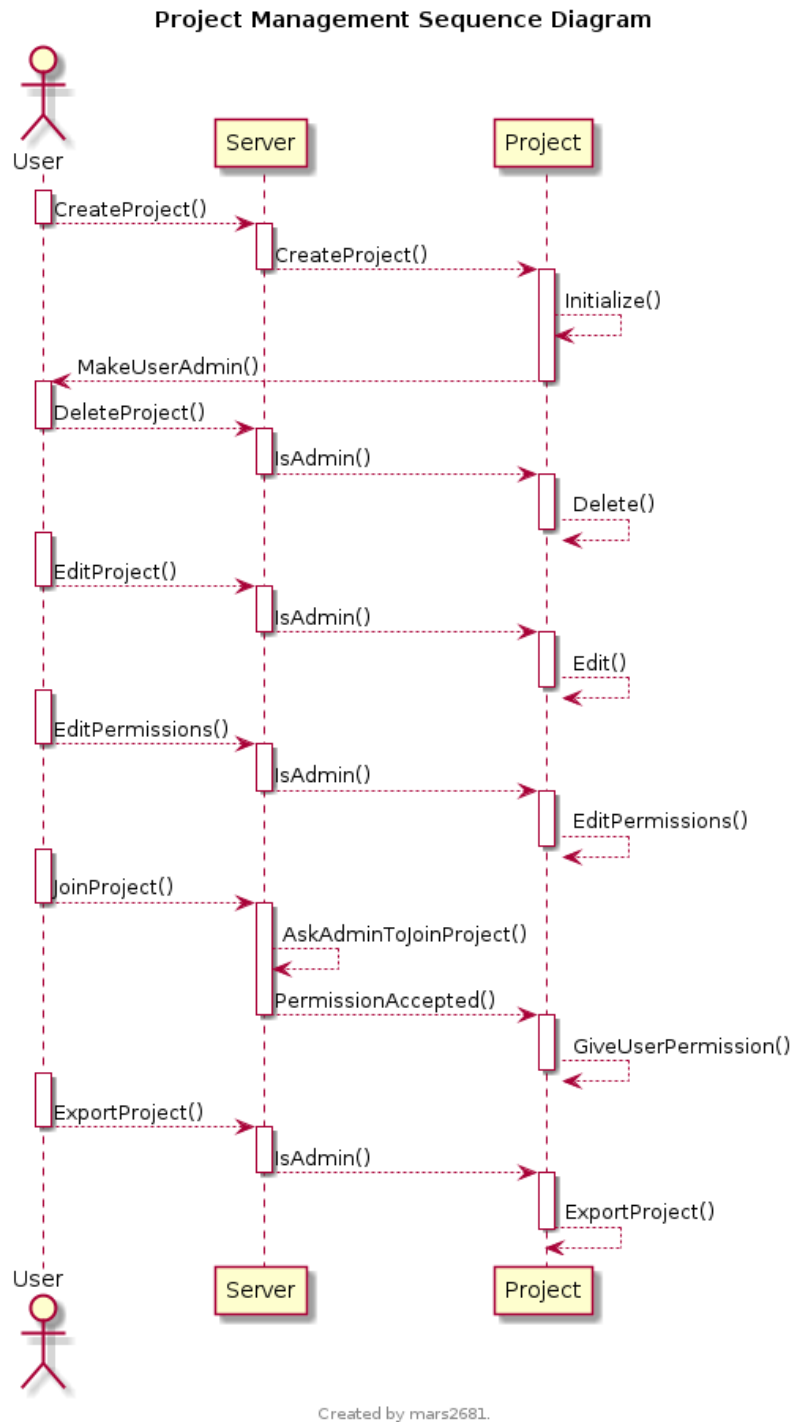 Project Management Sequence Diagram
User
Server
Project
CreateProject()
CreateProject()
Initialize()
MakeUserAdmin()
DeleteProject()
IsAdmin()
Delete()
EditProject()
IsAdmin()
Edit()
EditPermissions()
IsAdmin()
EditPermissions()
JoinProject()
AskAdminToJoinProject()
PermissionAccepted()
GiveUserPermission()
ExportProject()
IsAdmin()
ExportProject()
User
Server
Project
Created by mars2681.